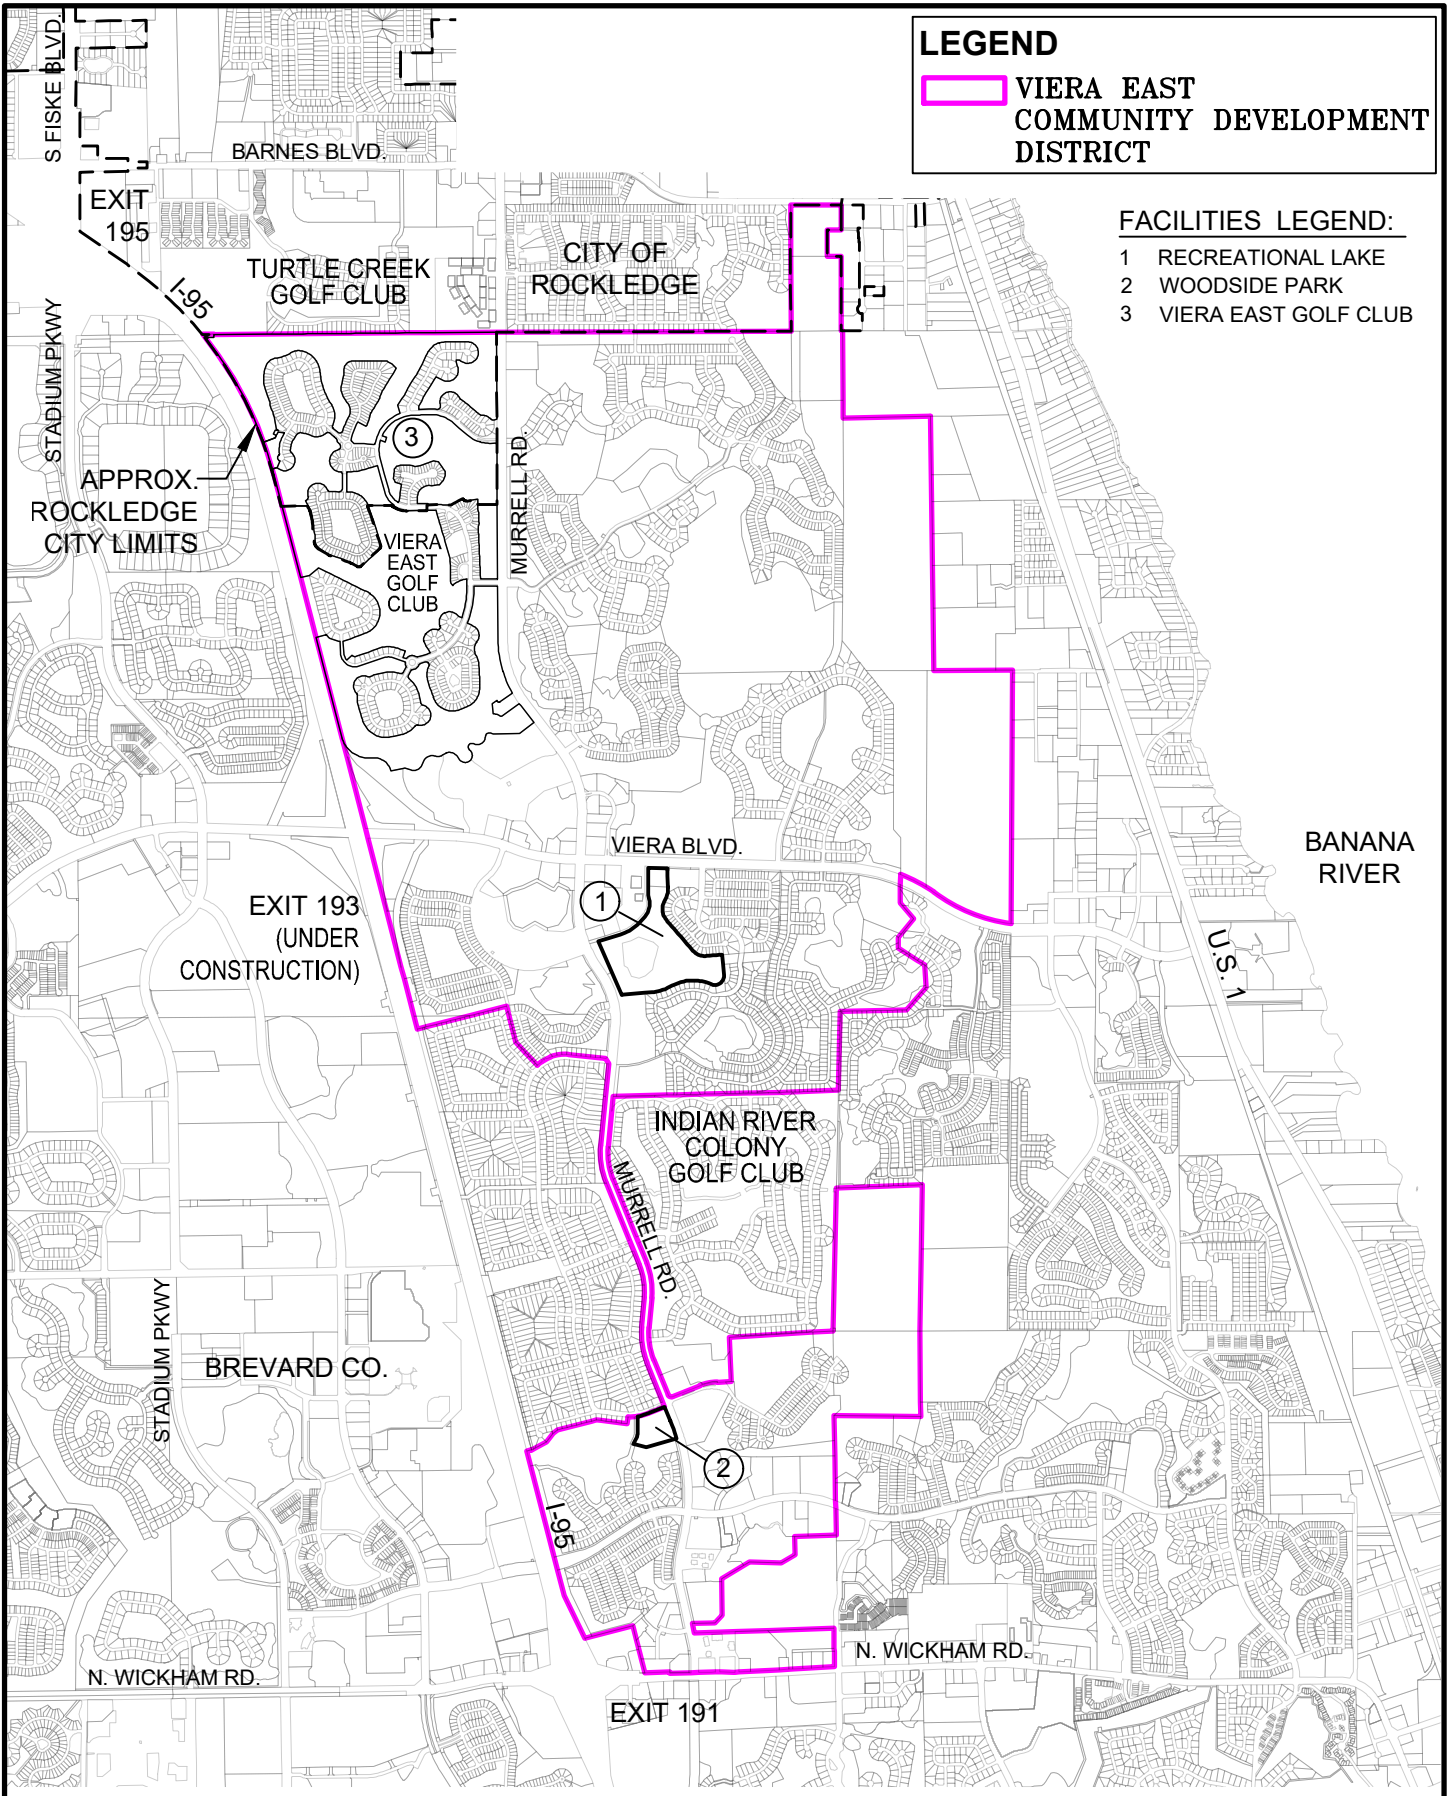 LEGEND
VIERA EAST
COMMUNITY DEVELOPMENT
DISTRICT
FACILITIES LEGEND:
1 RECREATIONAL LAKE
2 WOODSIDE PARK
3 VIERA EAST GOLF CLUB
S FISKE BLVD.
BARNES BLVD.
EXIT
195
I-95
TURTLE CREEK
GOLF CLUB
CITY OF
ROCKLEDGE
STADIUM PKWY
3
MURRELL RD.
APPROX.
ROCKLEDGE
CITY LIMITS
VIERA
EAST
GOLF
CLUB
VIERA BLVD.
BANANA
RIVER
1
EXIT 193
(UNDER
CONSTRUCTION)
U.S. 1
INDIAN RIVER
COLONY
GOLF CLUB
MURRELL RD.
STADIUM PKWY
BREVARD CO.
2
I-95
N. WICKHAM RD.
N. WICKHAM RD.
EXIT 191